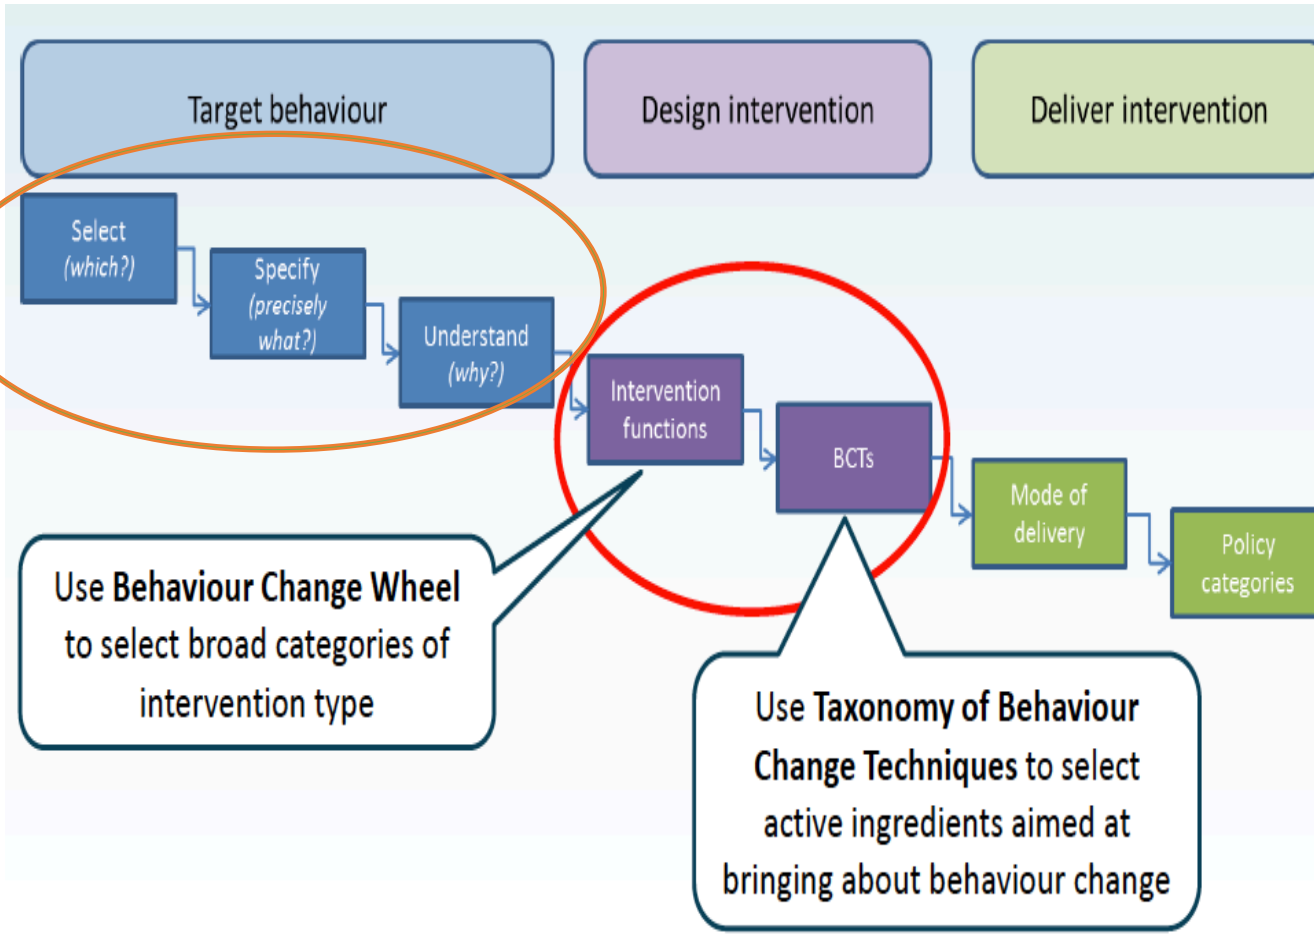 Target behaviour
Design intervention
Deliver intervention
Select
(which?)
Specify
(precisely
what?)
Understand
(why?)
Intervention
functions
BCTs
Mode of
delivery
Policy
categories
Use Behaviour Change Wheel
to select broad categories of
intervention type
Use Taxonomy of Behaviour
Change Techniques to select
active ingredients aimed at
bringing about behaviour change